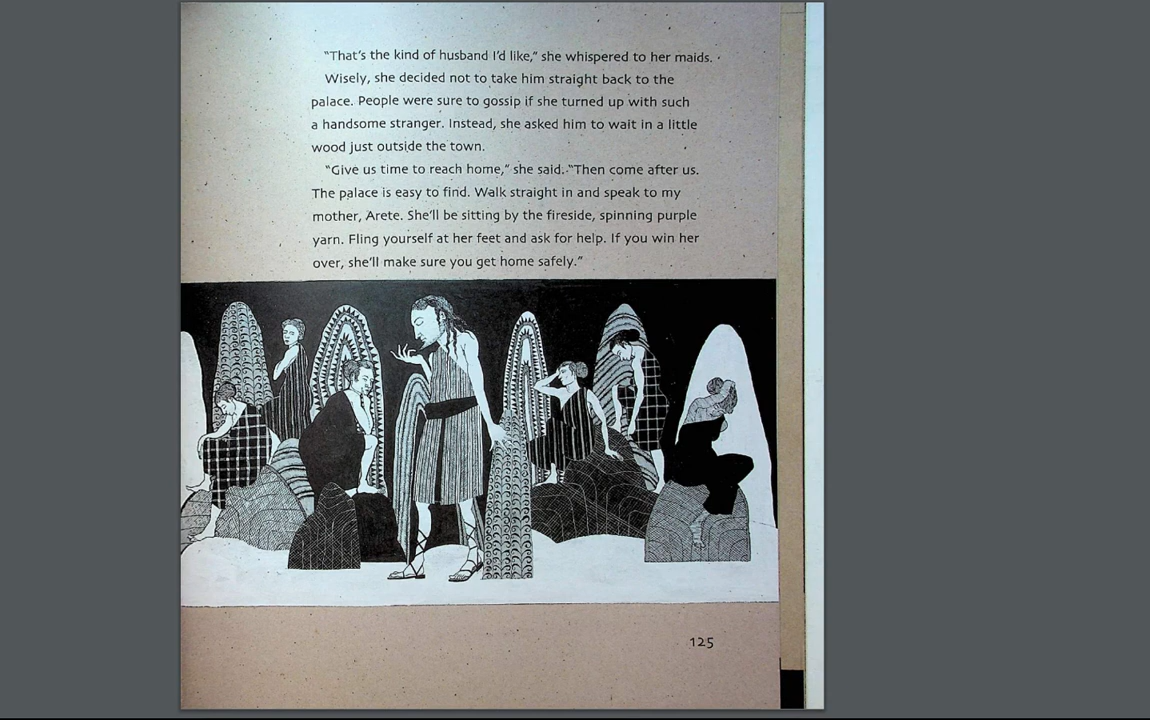 “That’s the kind of husband I’d like,” she whispered to her maids.
Wisely, she decided not to take him straight back to the
palace. People were sure to gossip if she turned up with such
a handsome stranger. Instead, she asked him to wait in a little
wood just outside the town.
“Give us time to reach home,” she said. “Then come after us.
The palace is easy to find. Walk straight in and speak to my
mother, Arete. She’ll be sitting by the fireside, spinning purple
yarn. Fling yourself at her feet and ask for help. If you win her
over, she’ll make sure you get home safely.”
125